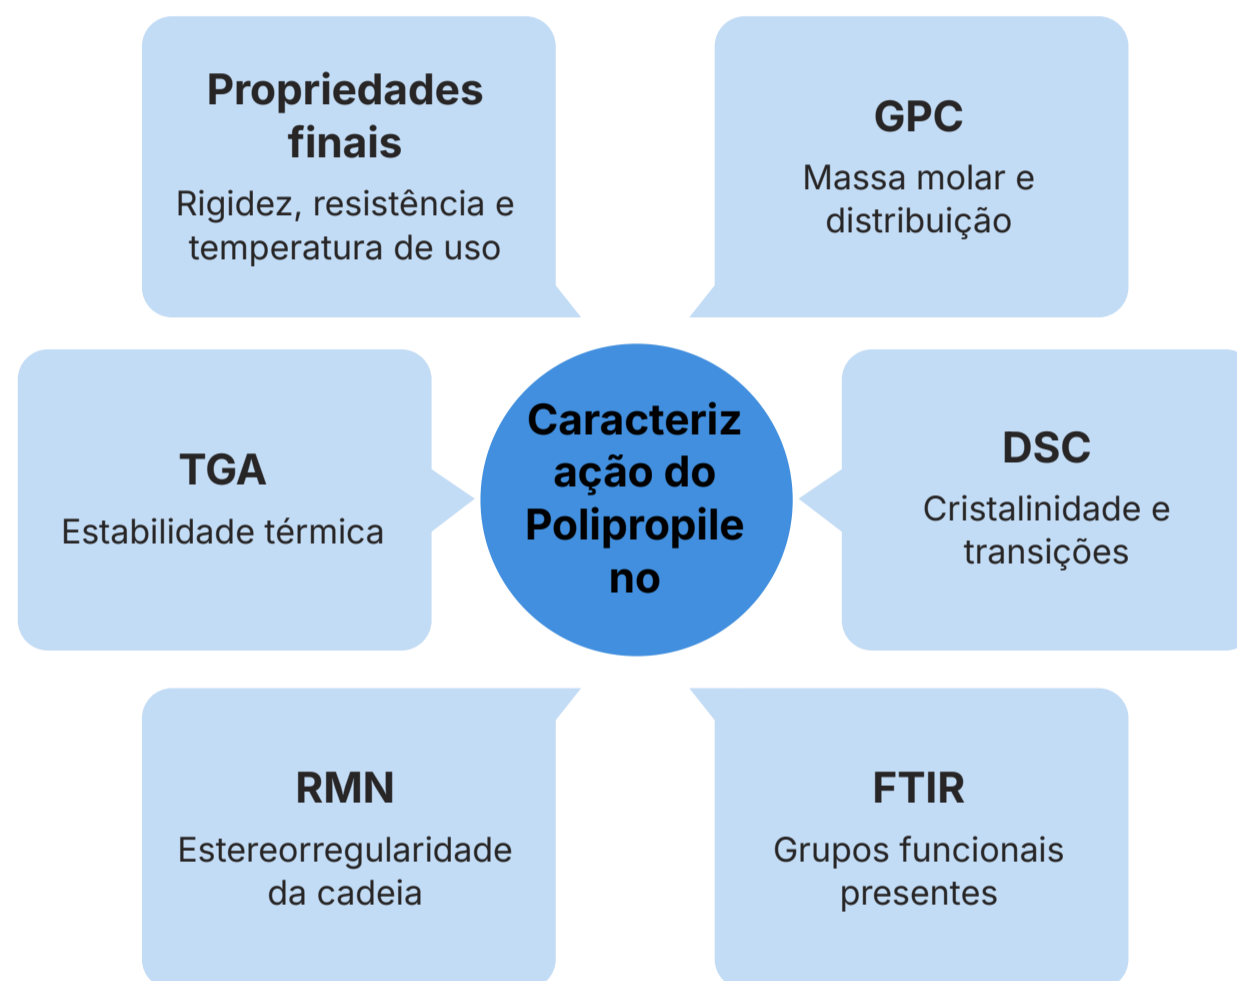 Propriedades
finais
Rigidez, resistência e
temperatura de uso
GPC
Massa molar e
distribuição
TGA
Estabilidade térmica
Caracteriz
ação do
Polipropile
no
DSC
Cristalinidade e
transições
RMN
Estereorregularidade
da cadeia
FTIR
Grupos funcionais
presentes